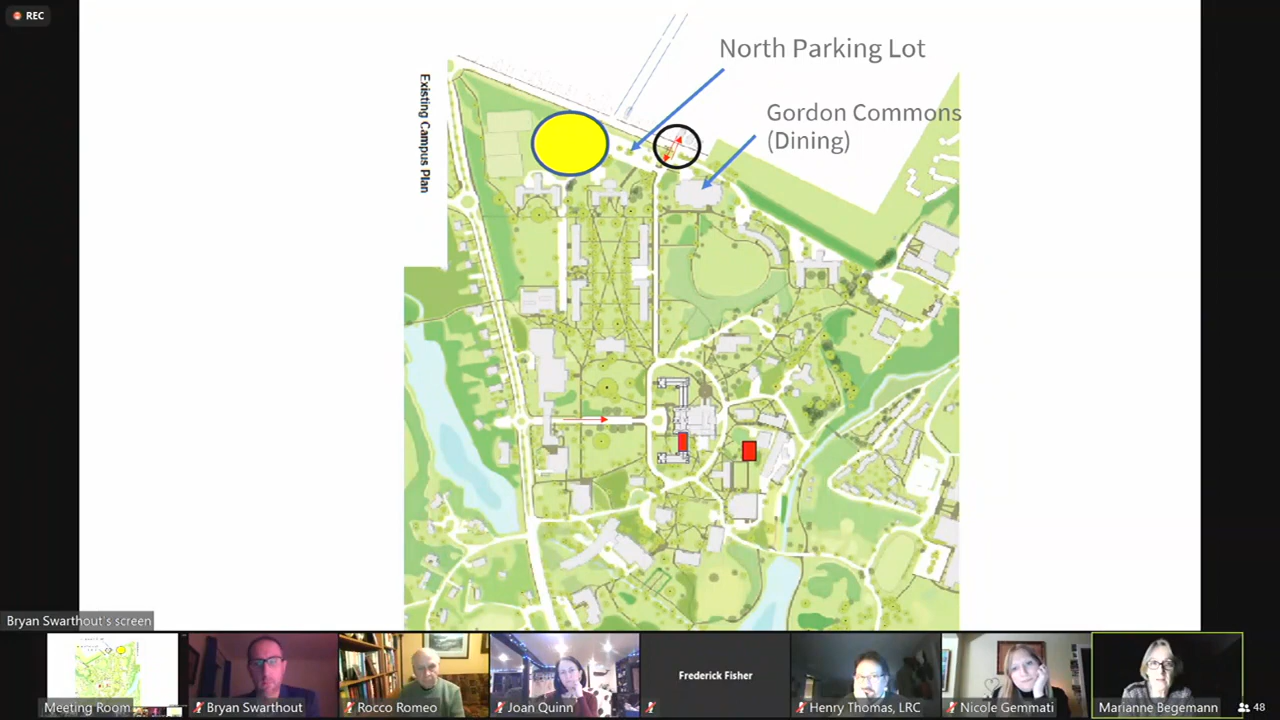 REC
North Parking Lot
Gordon Commons
(Dining)
Existing Campus Plan
Bryan Swarthout's screen
Meeting Room
Bryan Swarthout
Rocco Romeo
Joan Quinn
Frederick Fisher
Henry Thomas, LRC
Nicole Gemmati
Marianne Begemann
48